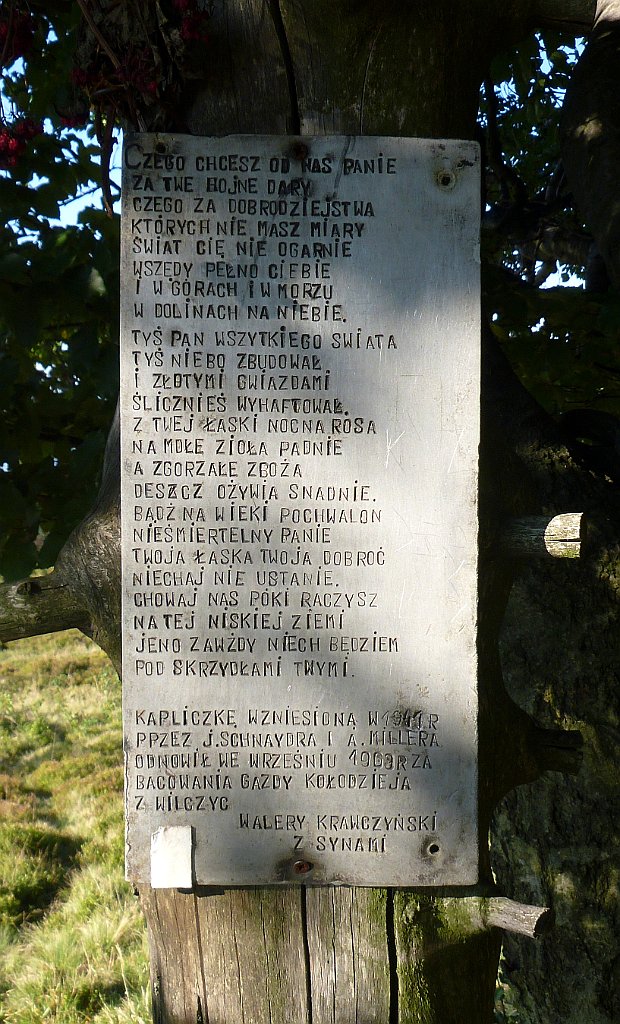 CZEGO CHCESZ OD NAS PANIE
ZA TWE HOJNE DARY
CZEGO ZA DOBRODZIEJSTWA
KTÓRYCH NIE MASZ MIARY
ŚWIAT CIĘ NIE OGARNIE
WSZĘDY PEŁNO CIEBIE
I W GÓRACH I W MORZU
W DOLINACH NA NIEBIE.
TYŚ PAN WSZYTKIEGO ŚWIATA
TYŚ NIEBO ZBUDOWAŁ
I ZŁOTYMI GWIAZDAMI
ŚLICZNIEŚ WYHAFTOWAŁ.
Z TWEJ ŁASKI NOCNA ROSA
NA MDŁE ZIOŁA PADNIE
A ZGORZAŁE ZBOŻA
DESZCZ OŻYWIA SNADNIE.
BĄDŹ NA WIEKI POCHWALON
NIEŚMIERTELNY PANIE
TWOJA ŁASKA TWOJA DOBROĆ
NIECHAJ NIE USTANIE.
CHOWAJ NAS PÓKI RACZYSZ
NA TEJ NISKIEJ ZIEMI
JENO ZAWŻDY NIECH BĘDZIEM
POD SKRZYDŁAMI TWYMI.
KAPLICZKĘ WZNIESIONĄ W 1941 R
PPZEZ J. SCHNAYDRA I A. MILLERA
ODNOWIŁ WE WRZEŚNIU R ZA
BACOWANIA GAZDY KOŁODZIEJA
Z WILCZYC
WALERY KRAWCZYŃSKI
Z SYNAMI